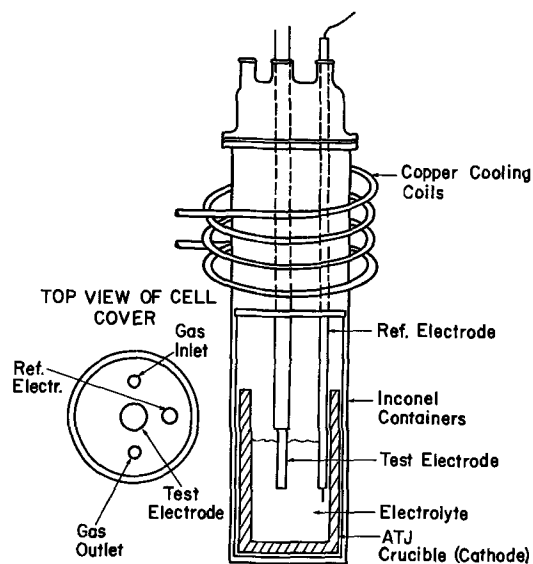 Copper Cooling
Coils
TOP VIEW OF CELL
COVER
Gas
Inlet
Ref.
Electr.
Test
Electrode
Gas
Outlet
Ref. Electrode
Inconel
Containers
Test Electrode
Electrolyte
ATJ
Crucible (Cathode)